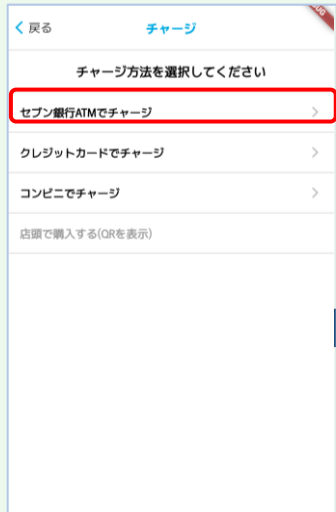 戻る
チャージ
チャージ方法を選択してください
セブン銀行ATMでチャージ
クレジットカードでチャージ
コンビニでチャージ
店頭で購入する(QRを表示)